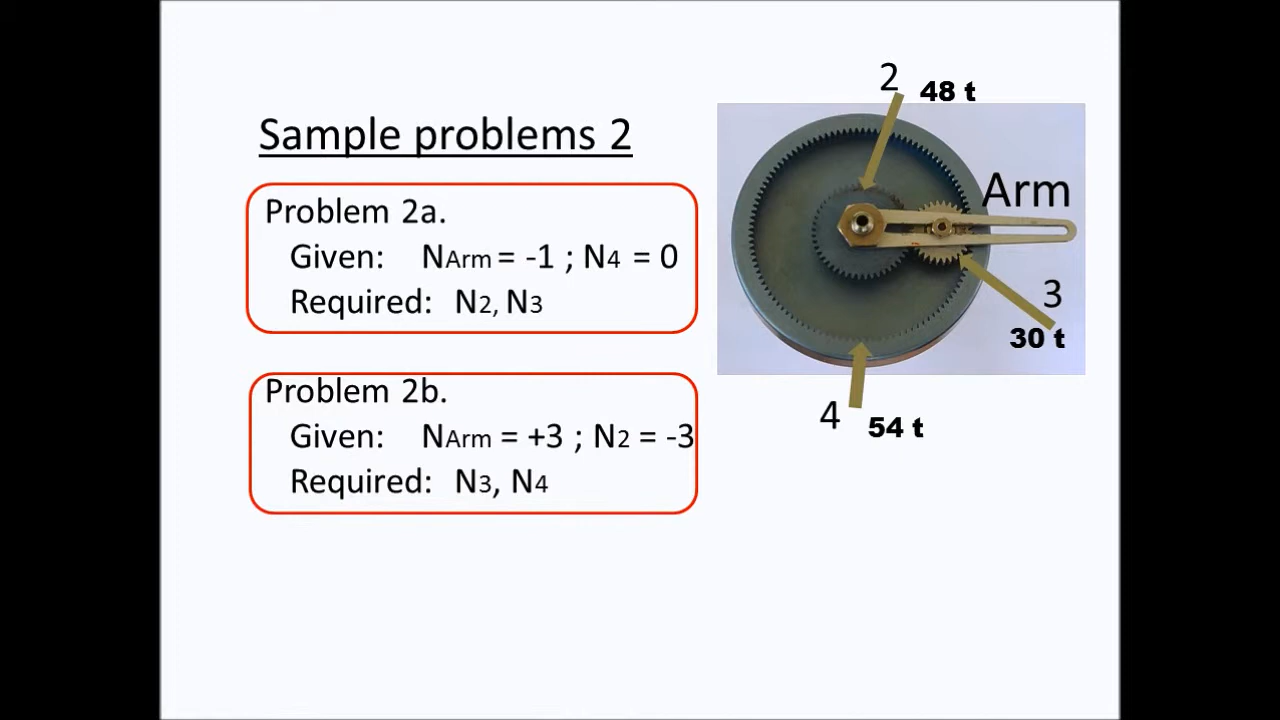 Sample problems 2
Problem 2a.
Given: NArm = -1 ; N4 = 0
Required: N2, N3
Problem 2b.
Given: NArm = +3 ; N2 = -3
Required: N3, N4
2 48 t
Arm
3
30 t
4 54 t